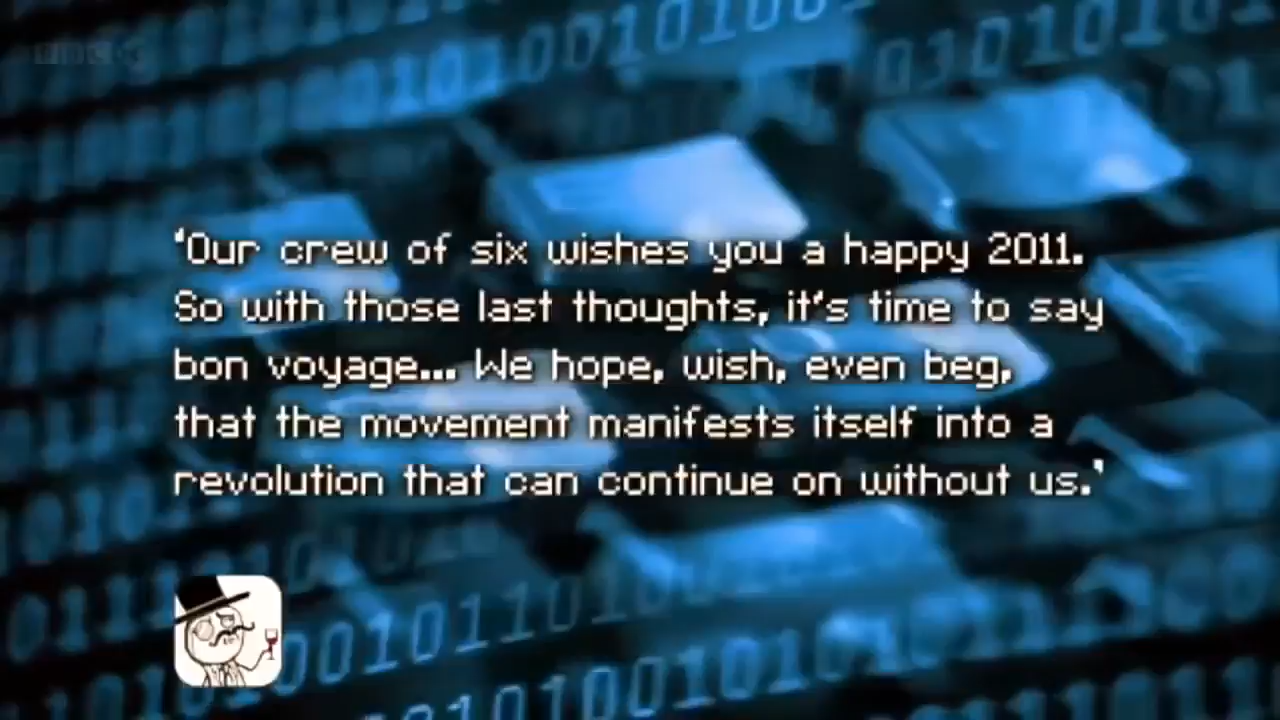 ‘Our crew of six wishes you a happy 2011.
So with those last thoughts, it's time to say
bon voyage... We hope, wish, even beg,
that the movement manifests itself into a
revolution that can continue on without us.’